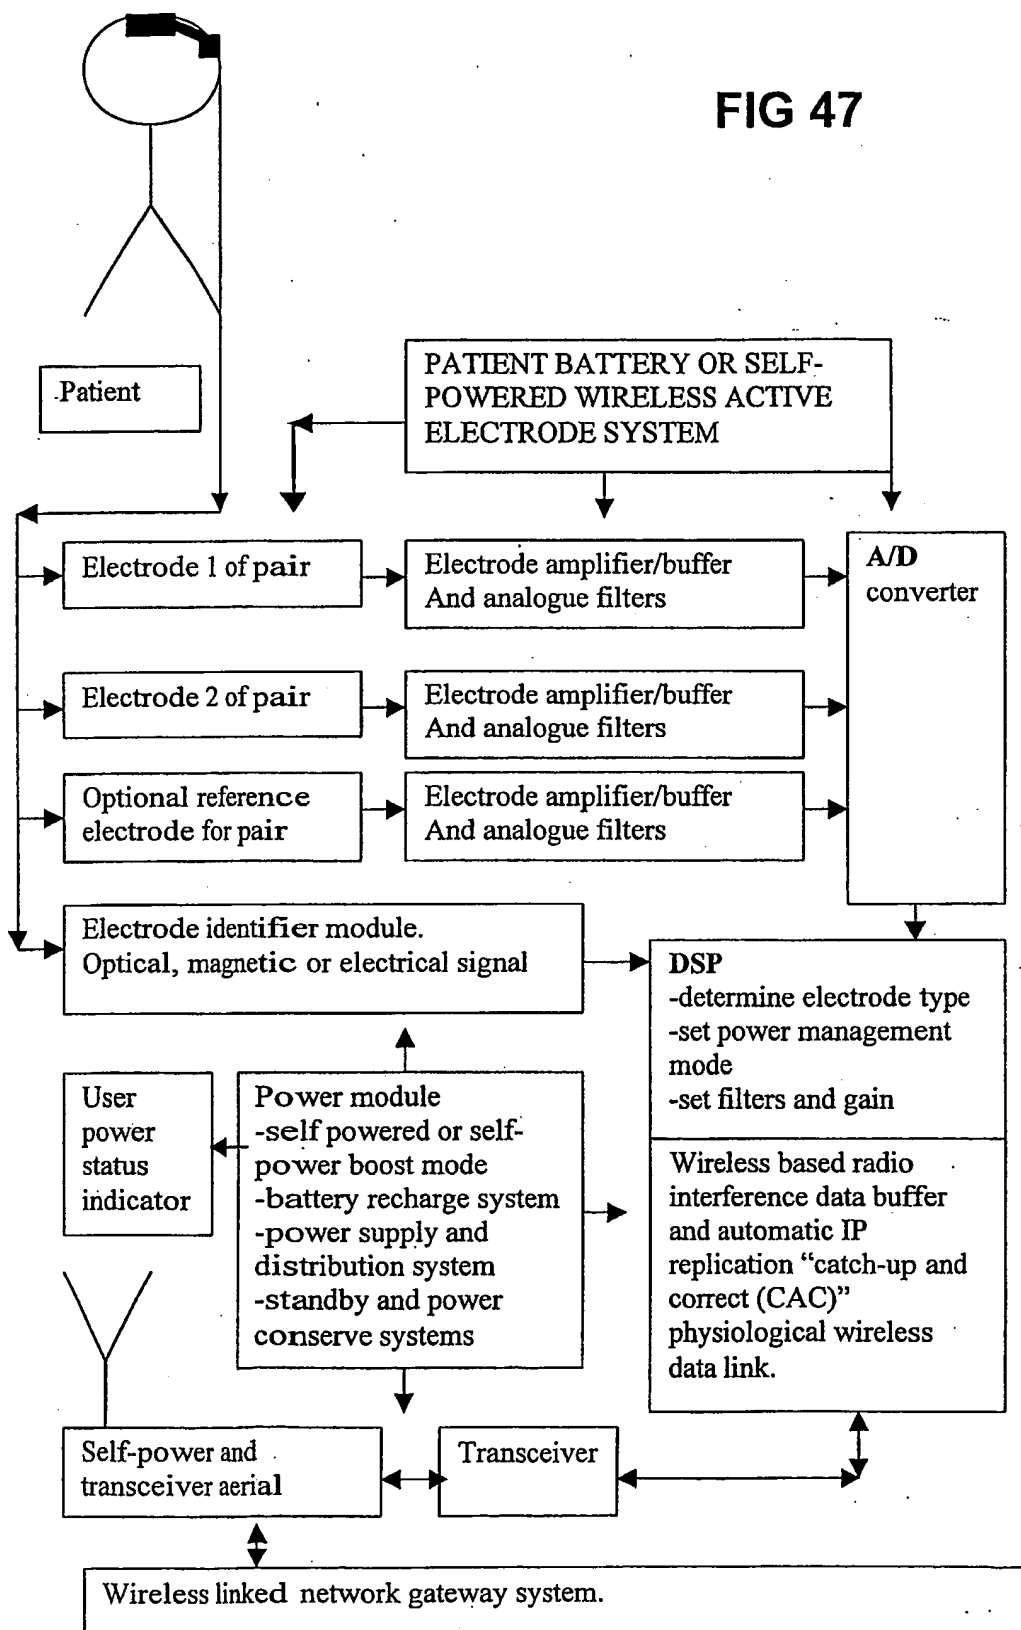 FIG 47
Patient
PATIENT BATTERY OR SELF-
POWERED WIRELESS ACTIVE
ELECTRODE SYSTEM
Electrode 1 of pair
Electrode amplifier/buffer
And analogue filters
A/D
converter
Electrode 2 of pair
Electrode amplifier/buffer
And analogue filters
Optional reference
electrode for pair
Electrode amplifier/buffer
And analogue filters
Electrode identifier module.
Optical, magnetic or electrical signal
DSP
-determine electrode type
-set power management
mode
-set filters and gain
User
power
status
indicator
Power module
-self powered or self-
power boost mode
-battery recharge system
-power supply and
distribution system
-standby and power
conserve systems
Wireless based radio
interference data buffer
and automatic IP
replication “catch-up and
correct (CAC)”
physiological wireless
data link.
Self-power and
transceiver aerial
Transceiver
Wireless linked network gateway system.